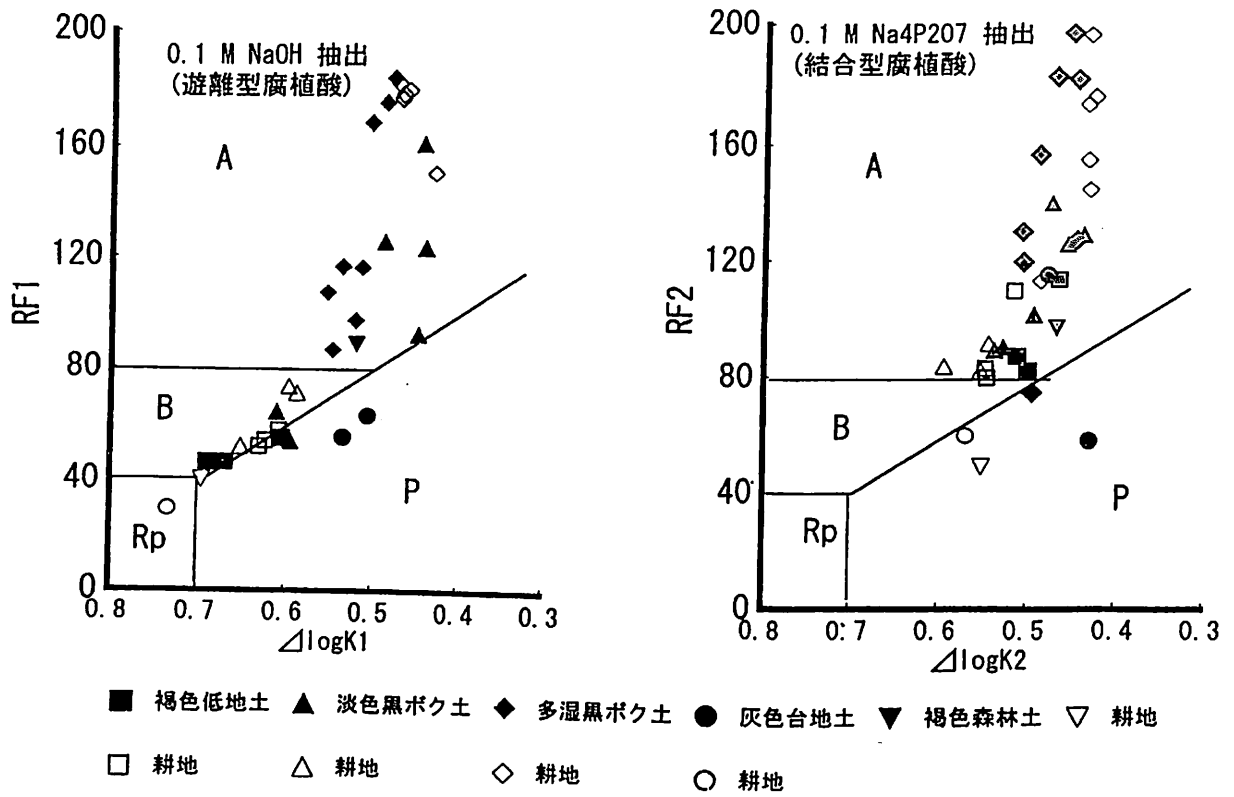 0.1 M NaOH 抽出
(遊離型腐植酸)
RF1
200
160
120
80
40
0
A
B
Rp
P
0.8 0.7 0.6 0.5 0.4 0.3
⊿logK1
0.1 M Na4P207 抽出
(結合型腐植酸)
RF2
200
160
120
80
40
0
A
B
Rp
P
0.8 0.7 0.6 0.5 0.4 0.3
⊿logK2
■ 褐色低地土 ▲ 淡色黒ボク土 ◆ 多湿黒ボク土 ● 灰色台地土 ▼ 褐色森林土 ▽ 耕地
□ 耕地 △ 耕地 ◇ 耕地 ○ 耕地